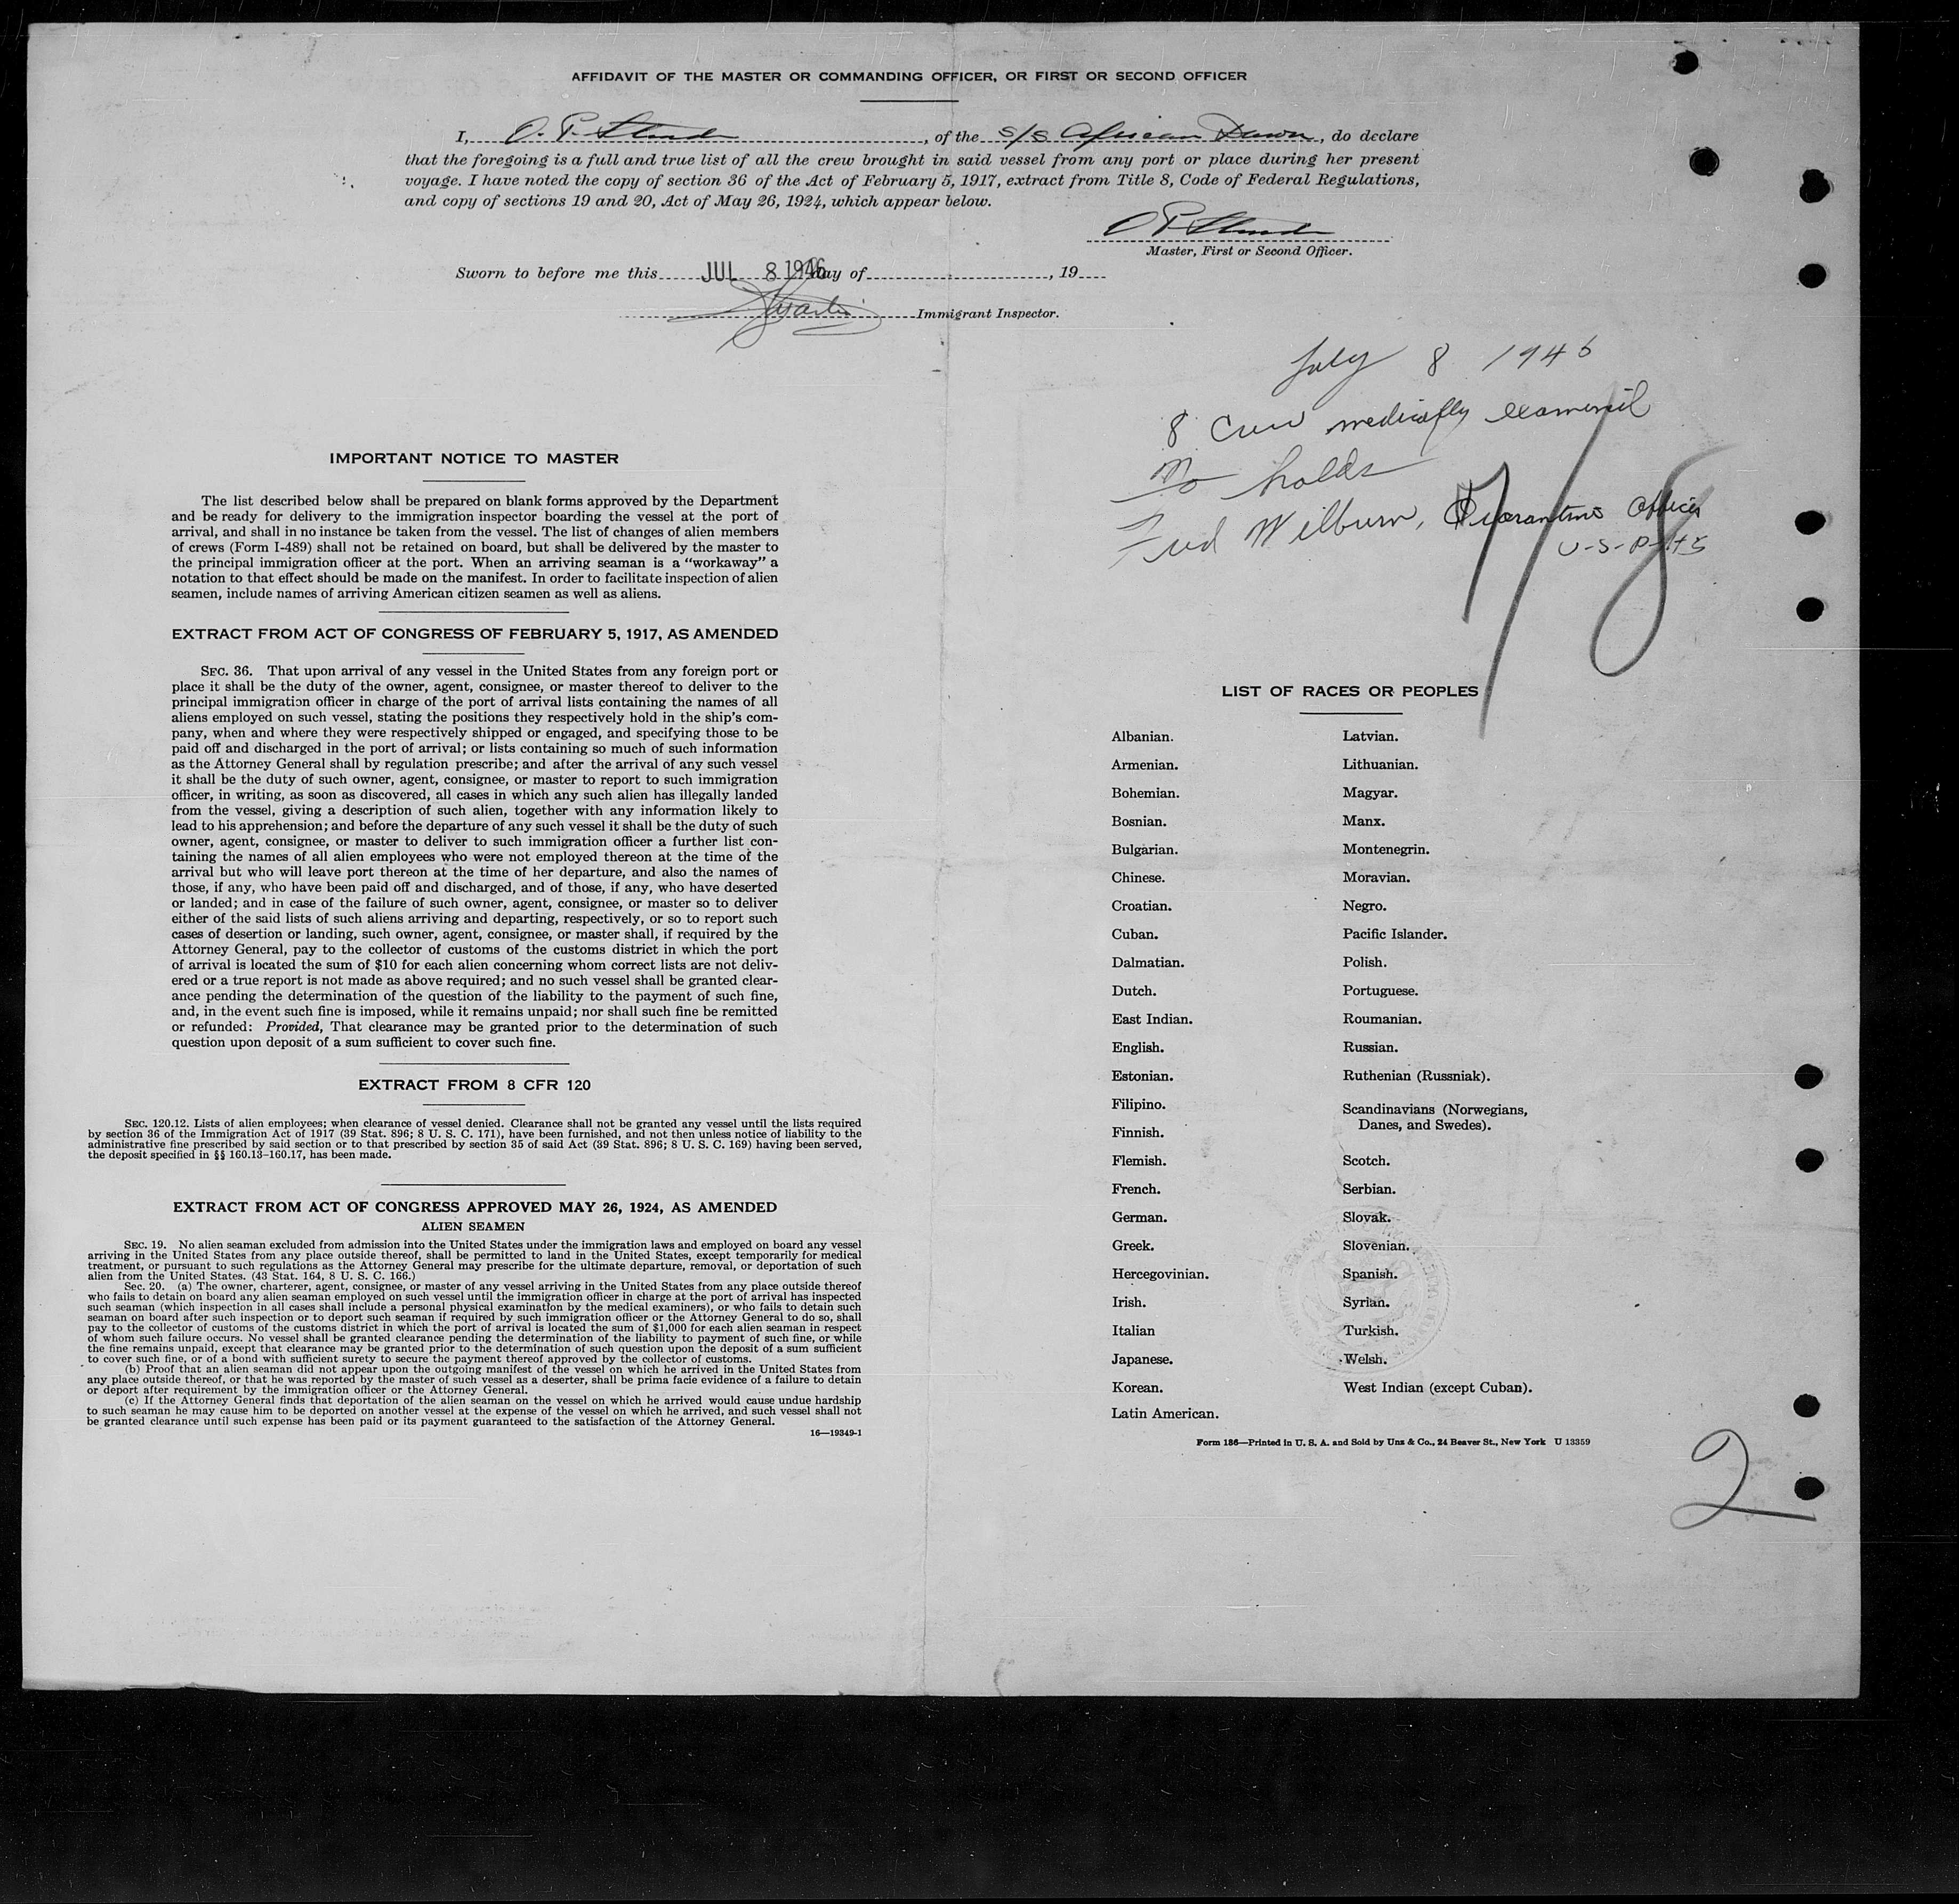 AFFIDAVIT OF THE MASTER OR COMMANDING OFFICER, OR FIRST OR SECOND OFFICER
I, O. P. , of the S/S African Dawn, do declare
that the foregoing is a full and true list of all the crew brought in said vessel from any port or place during her present
voyage. I have noted the copy of section 36 of the Act of February 5, 1917, extract from Title 8, Code of Federal Regulations,
and copy of sections 19 and 20, Act of May 26, 1924, which appear below.
Master, First or Second Officer.
Sworn to before me this JUL 8 1946 day of , 19
Immigrant Inspector.
July 8 1946
8 Crew medically examined
No holds
Fred Wilburn, Quarantine Officer
U-S-P-H-S
7/8
IMPORTANT NOTICE TO MASTER
The list described below shall be prepared on blank forms approved by the Department
and be ready for delivery to the immigration inspector boarding the vessel at the port of
arrival, and shall in no instance be taken from the vessel. The list of changes of alien members
of crews (Form I-489) shall not be retained on board, but shall be delivered by the master to
the principal immigration officer at the port. When an arriving seaman is a "workaway" a
notation to that effect should be made on the manifest. In order to facilitate inspection of alien
seamen, include names of arriving American citizen seamen as well as aliens.
EXTRACT FROM ACT OF CONGRESS OF FEBRUARY 5, 1917, AS AMENDED
SEC. 36. That upon arrival of any vessel in the United States from any foreign port or
place it shall be the duty of the owner, agent, consignee, or master thereof to deliver to the
principal immigration officer in charge of the port of arrival lists containing the names of all
aliens employed on such vessel, stating the positions they respectively hold in the ship's com-
pany, when and where they were respectively shipped or engaged, and specifying those to be
paid off and discharged in the port of arrival; or lists containing so much of such information
as the Attorney General shall by regulation prescribe; and after the arrival of any such vessel
it shall be the duty of such owner, agent, consignee, or master to report to such immigration
officer, in writing, as soon as discovered, all cases in which any such alien has illegally landed
from the vessel, giving a description of such alien, together with any information likely to
lead to his apprehension; and before the departure of any such vessel it shall be the duty of such
owner, agent, consignee, or master to deliver to such immigration officer a further list con-
taining the names of all alien employees who were not employed thereon at the time of the
arrival but who will leave port thereon at the time of her departure, and also the names of
those, if any, who have been paid off and discharged, and of those, if any, who have deserted
or landed; and in case of the failure of such owner, agent, consignee, or master so to deliver
either of the said lists of such aliens arriving and departing, respectively, or so to report such
cases of desertion or landing, such owner, agent, consignee, or master shall, if required by the
Attorney General, pay to the collector of customs of the customs district in which the port
of arrival is located the sum of $10 for each alien concerning whom correct lists are not deliv-
ered or a true report is not made as above required; and no such vessel shall be granted clear-
ance pending the determination of the question of the liability to the payment of such fine,
and, in the event such fine is imposed, while it remains unpaid; nor shall such fine be remitted
or refunded: Provided, That clearance may be granted prior to the determination of such
question upon deposit of a sum sufficient to cover such fine.
EXTRACT FROM 8 CFR 120
SEC. 120.12. Lists of alien employees; when clearance of vessel denied. Clearance shall not be granted any vessel until the lists required
by section 36 of the Immigration Act of 1917 (39 Stat. 896; 8 U. S. C. 171), have been furnished, and not then unless notice of liability to the
administrative fine prescribed by said section or to that prescribed by section 35 of said Act (39 Stat. 896; 8 U. S. C. 169) having been served,
the deposit specified in §§ 160.13–160.17, has been made.
EXTRACT FROM ACT OF CONGRESS APPROVED MAY 26, 1924, AS AMENDED
ALIEN SEAMEN
SEC. 19. No alien seaman excluded from admission into the United States under the immigration laws and employed on board any vessel
arriving in the United States from any place outside thereof, shall be permitted to land in the United States, except temporarily for medical
treatment, or pursuant to such regulations as the Attorney General may prescribe for the ultimate departure, removal, or deportation of such
alien from the United States. (43 Stat. 164, 8 U. S. C. 166.)
Sec. 20. (a) The owner, charterer, agent, consignee, or master of any vessel arriving in the United States from any place outside thereof
who fails to detain on board any alien seaman employed on such vessel until the immigration officer in charge at the port of arrival has inspected
such seaman (which inspection in all cases shall include a personal physical examination by the medical examiners), or who fails to detain such
seaman on board after such inspection or to deport such seaman if required by such immigration officer or the Attorney General to do so, shall
pay to the collector of customs of the customs district in which the port of arrival is located the sum of $1,000 for each alien seaman in respect
of whom such failure occurs. No vessel shall be granted clearance pending the determination of the liability to payment of such fine, or while
the fine remains unpaid, except that clearance may be granted prior to the determination of such question upon the deposit of a sum sufficient
to cover such fine, or of a bond with sufficient surety to secure the payment thereof approved by the collector of customs.
(b) Proof that an alien seaman did not appear upon the outgoing manifest of the vessel on which he arrived in the United States from
any place outside thereof, or that he was reported by the master of such vessel as a deserter, shall be prima facie evidence of a failure to detain
or deport after requirement by the immigration officer or the Attorney General.
(c) If the Attorney General finds that deportation of the alien seaman on the vessel on which he arrived would cause undue hardship
to such seaman he may cause him to be deported on another vessel at the expense of the vessel on which he arrived, and such vessel shall not
be granted clearance until such expense has been paid or its payment guaranteed to the satisfaction of the Attorney General.
16—19349-1
LIST OF RACES OR PEOPLES
Albanian.
Armenian.
Bohemian.
Bosnian.
Bulgarian.
Chinese.
Croatian.
Cuban.
Dalmatian.
Dutch.
East Indian.
English.
Estonian.
Filipino.
Finnish.
Flemish.
French.
German.
Greek.
Hercegovinian.
Irish.
Italian
Japanese.
Korean.
Latin American.
Latvian.
Lithuanian.
Magyar.
Manx.
Montenegrin.
Moravian.
Negro.
Pacific Islander.
Polish.
Portuguese.
Roumanian.
Russian.
Ruthenian (Russniak).
Scandinavians (Norwegians,
Danes, and Swedes).
Scotch.
Serbian.
Slovak.
Slovenian.
Spanish.
Syrian.
Turkish.
Welsh.
West Indian (except Cuban).
Form 186—Printed in U. S. A. and Sold by Unz & Co., 24 Beaver St., New York U 13359
2